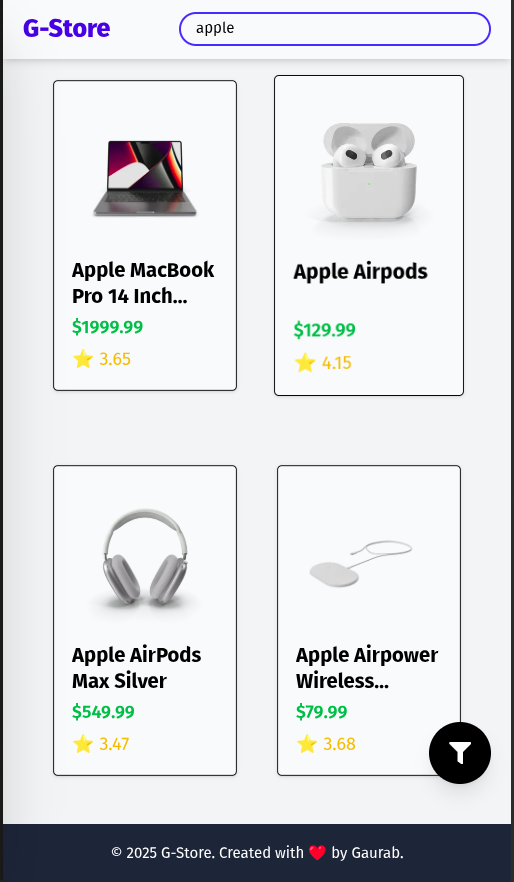 G-Store
apple
Apple MacBook
Pro 14 Inch...
$1999.99
⭐ 3.65
Apple Airpods
$129.99
⭐ 4.15
Apple AirPods
Max Silver
$549.99
⭐ 3.47
Apple Airpower
Wireless...
$79.99
⭐ 3.68
© 2025 G-Store. Created with ❤️ by Gaurab.